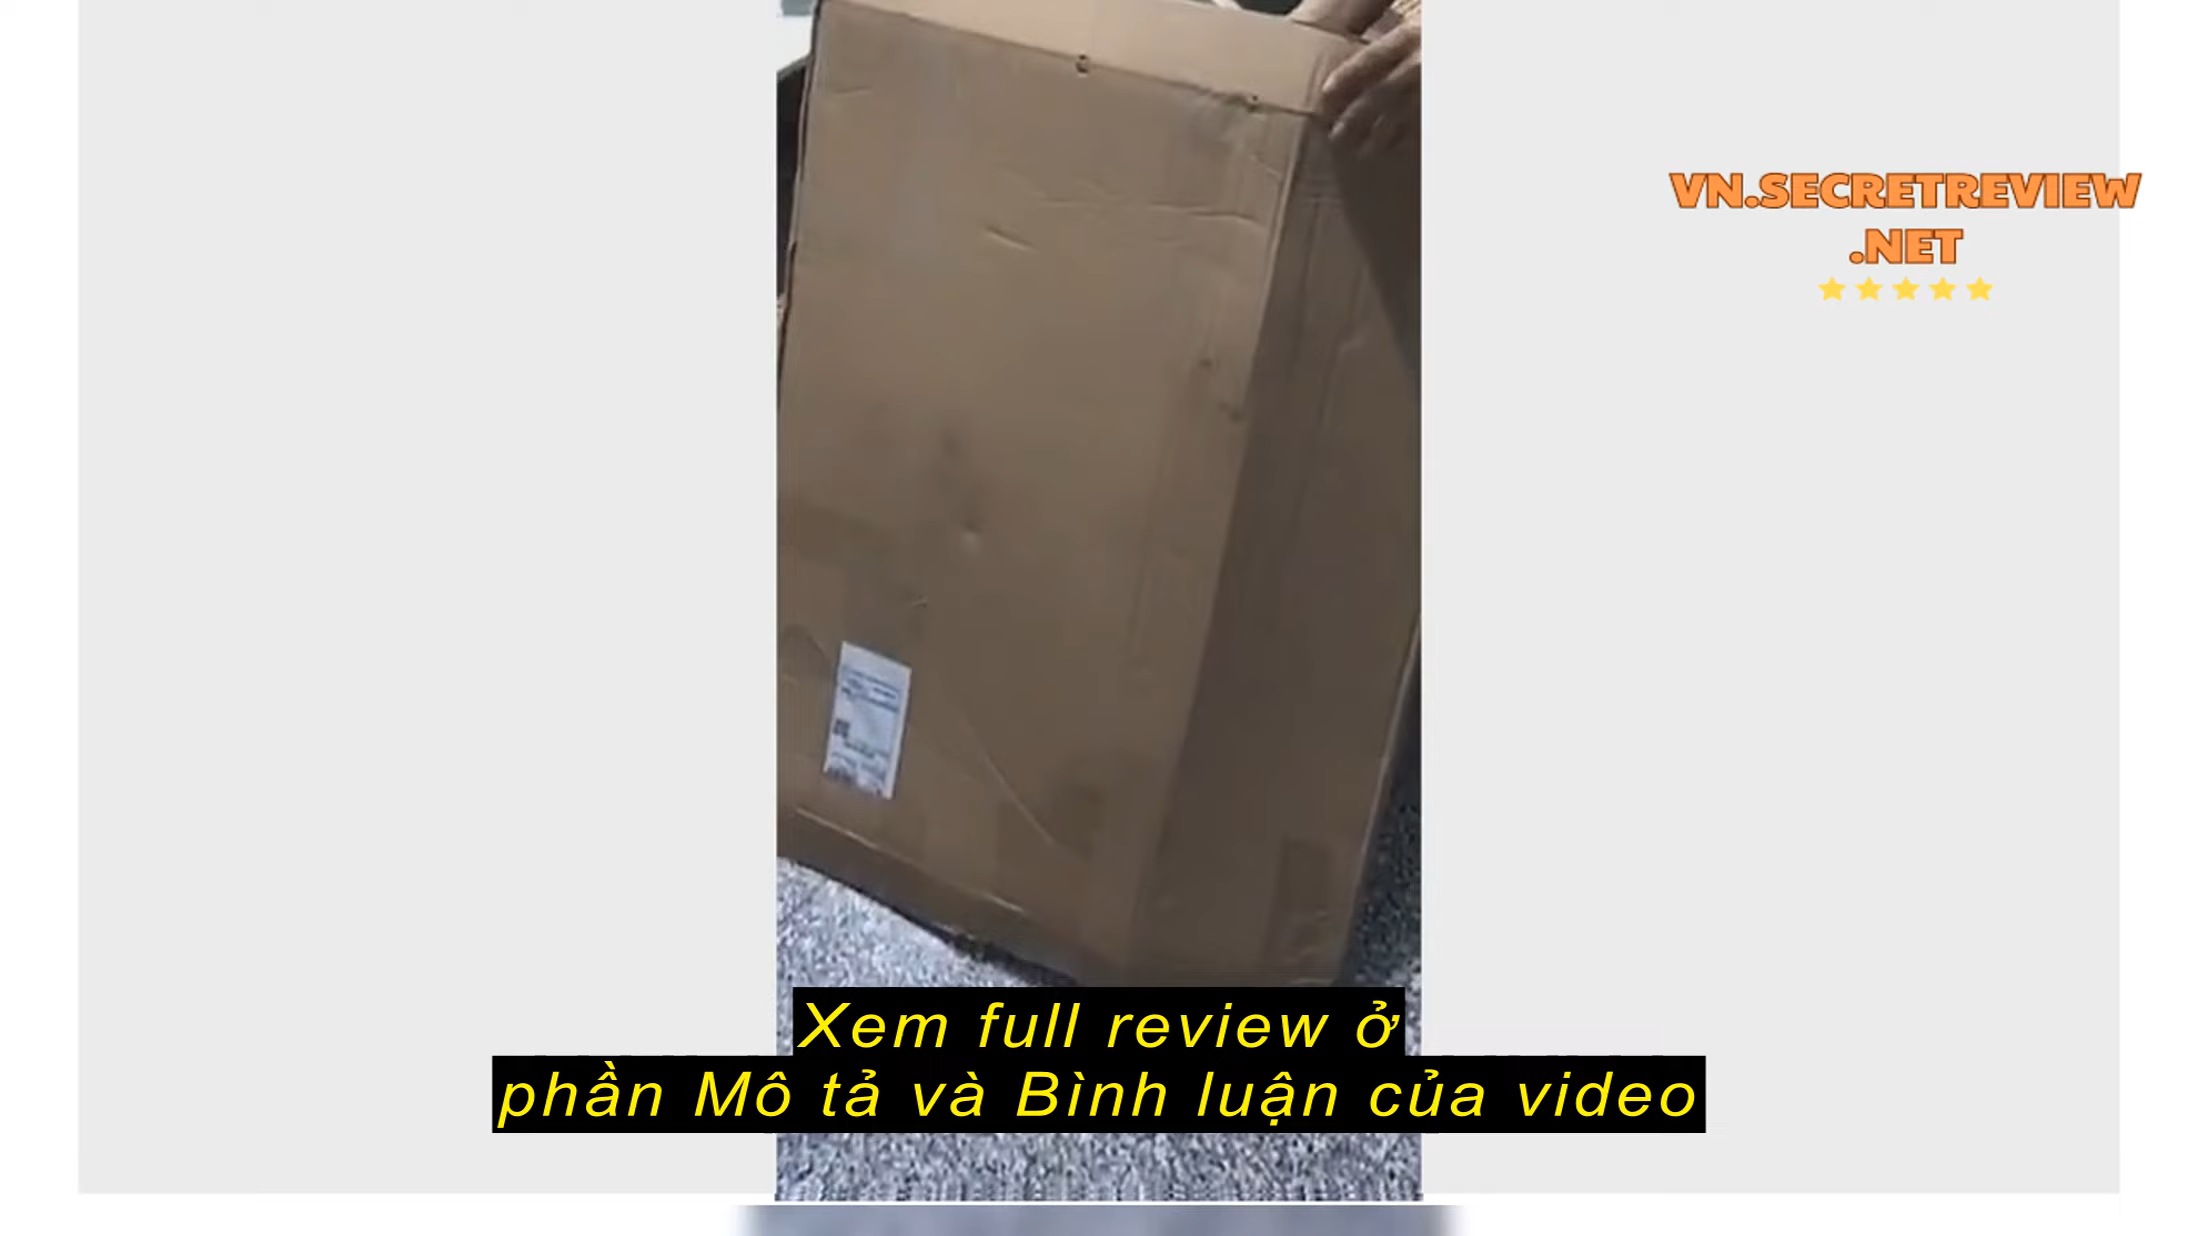 VN.SECRETREVIEW
.NET
Xem full review ở
phần Mô tả và Bình luận của video